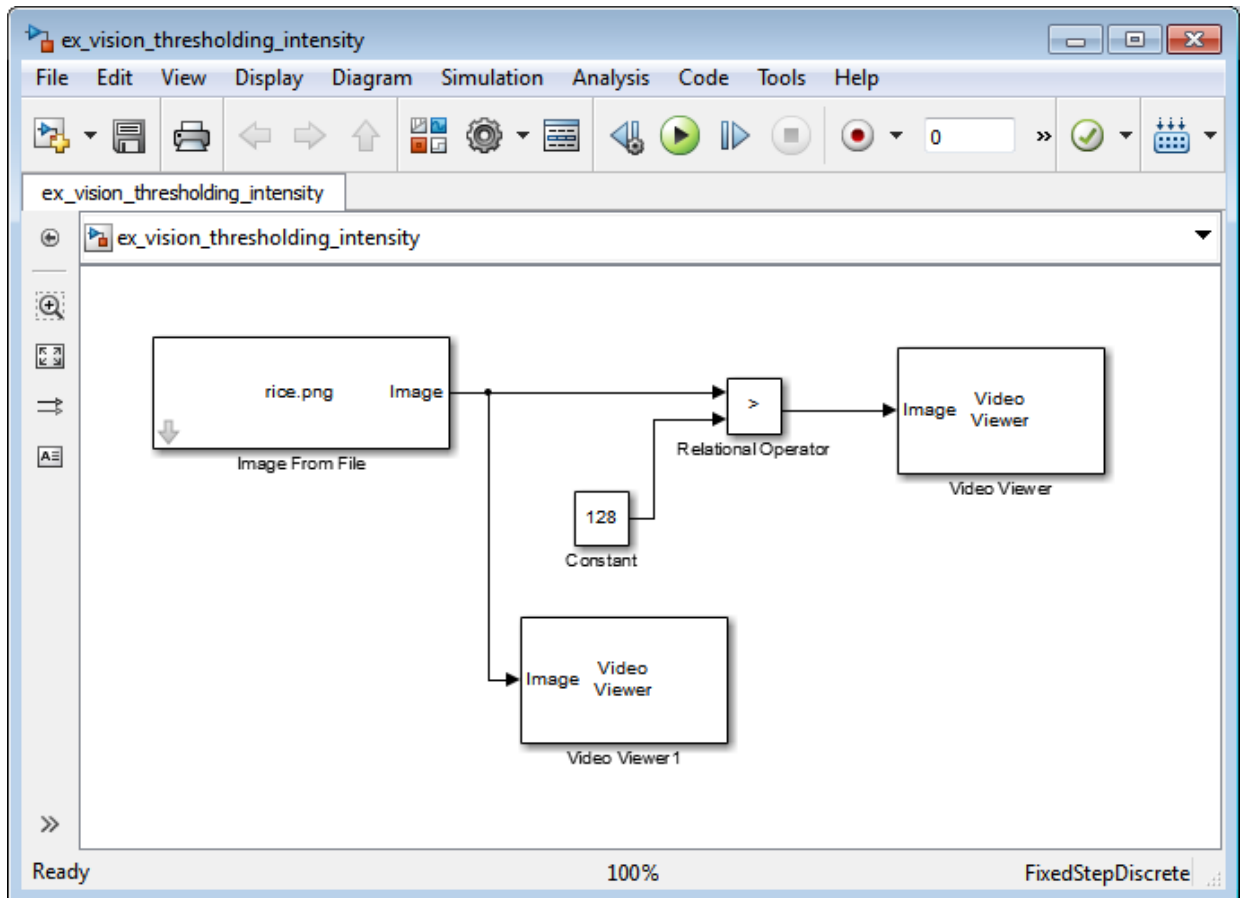 ex_vision_thresholding_intensity
File Edit View Display Diagram Simulation Analysis Code Tools Help
0 »
ex_vision_thresholding_intensity
ex_vision_thresholding_intensity
rice.png Image
Image From File
>
Relational Operator
Image Video
Viewer
Video Viewer
128
Constant
Image Video
Viewer
Video Viewer1
A
»
Ready 100% FixedStepDiscrete